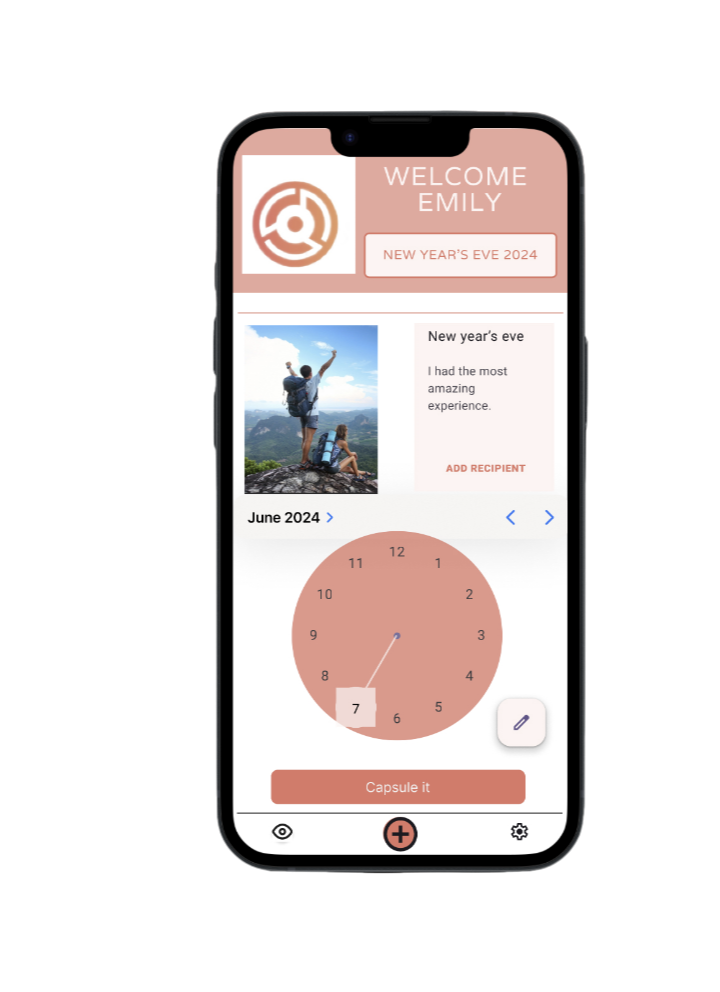 WELCOME
EMILY
NEW YEAR'S EVE 2024
New year's eve
I had the most
amazing
experience.
ADD RECIPIENT
June 2024
12
11
1
10
2
9
3
8
4
7
5
6
Capsule it